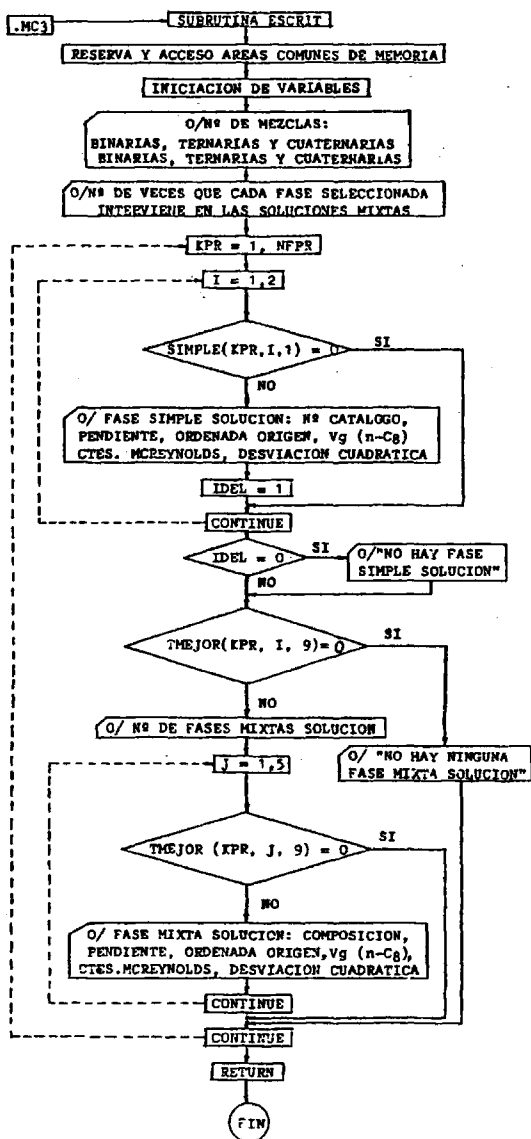 .MC3
SUBRUTINA ESCRIT
RESERVA Y ACCESO AREAS COMUNES DE MEMORIA
INICIACION DE VARIABLES
O/Nº DE MEZCLAS:
BINARIAS, TERNARIAS Y CUATERNARIAS
BINARIAS, TERNARIAS Y CUATERNARIAS
O/Nº DE VECES QUE CADA FASE SELECCIONADA
INTERVIENE EN LAS SOLUCIONES MIXTAS
KPR = 1, NFPR
I = 1,2
SIMPLE(KPR,I,1) = 0
SI
NO
O/ FASE SIMPLE SOLUCION: Nº CATALOGO,
PENDIENTE, ORDENADA ORIGEN, Vg (n-C8)
CTES. MCREYNOLDS, DESVIACION CUADRATICA
IDEL = 1
CONTINUE
IDEL = 0
SI
O/"NO HAY FASE
SIMPLE SOLUCION"
NO
TMEJOR(KPR, I, 9)= 0
SI
NO
O/ Nº DE FASES MIXTAS SOLUCION
O/ "NO HAY NINGUNA
FASE MIXTA SOLUCION"
J = 1,5
TMEJOR (KPR, J, 9) = 0
SI
NO
O/ FASE MIXTA SOLUCION: COMPOSICION,
PENDIENTE, ORDENADA ORIGEN,Vg (n-C8),
CTES.MCREYNOLDS, DESVIACION CUADRATICA
CONTINUE
CONTINUE
RETURN
FIN